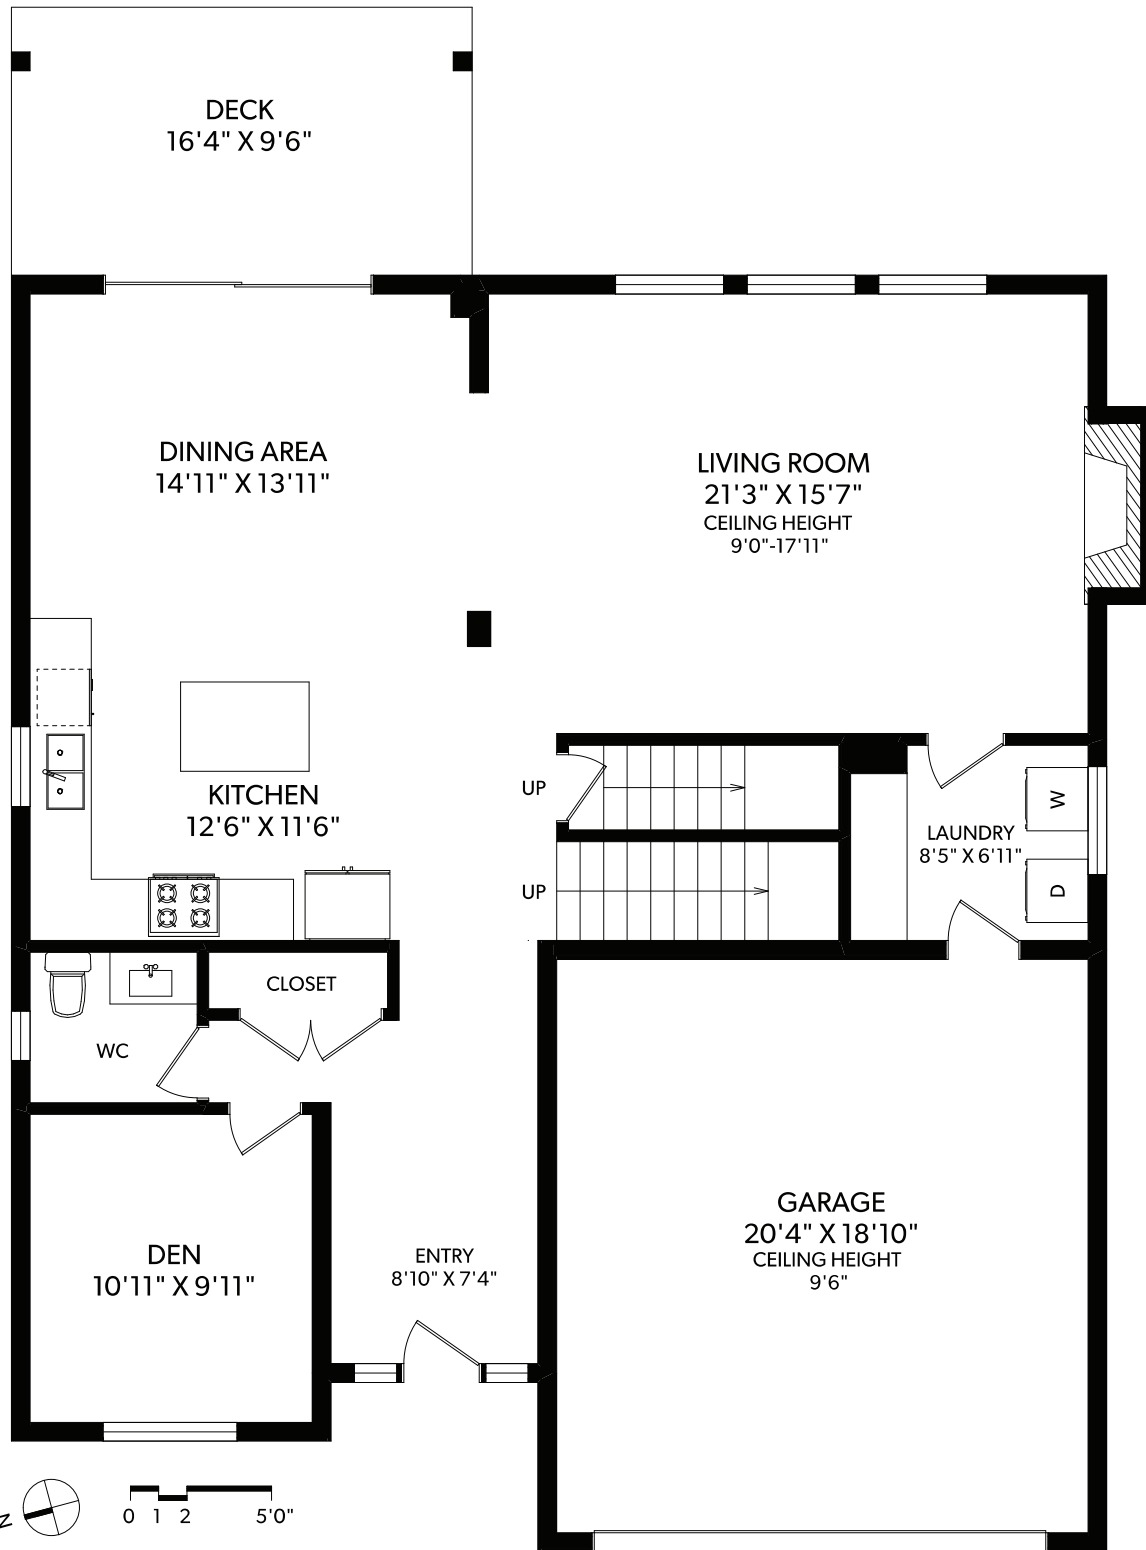 DECK
16'4" X 9'6"
DINING AREA
14'11" X 13'11"
LIVING ROOM
21'3" X 15'7"
CEILING HEIGHT
9'0"-17'11"
KITCHEN
12'6" X 11'6"
UP
UP
LAUNDRY
8'5" X 6'11"
W
D
CLOSET
WC
DEN
10'11" X 9'11"
ENTRY
8'10" X 7'4"
GARAGE
20'4" X 18'10"
CEILING HEIGHT
9'6"
N
0 1 2 5'0"